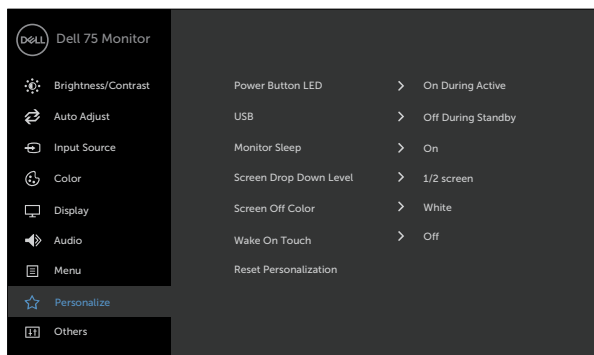 DELL Dell 75 Monitor
Brightness/Contrast
Auto Adjust
Input Source
Color
Display
Audio
Menu
Personalize
Others
Power Button LED > On During Active
USB > Off During Standby
Monitor Sleep > On
Screen Drop Down Level > 1/2 screen
Screen Off Color > White
Wake On Touch > Off
Reset Personalization